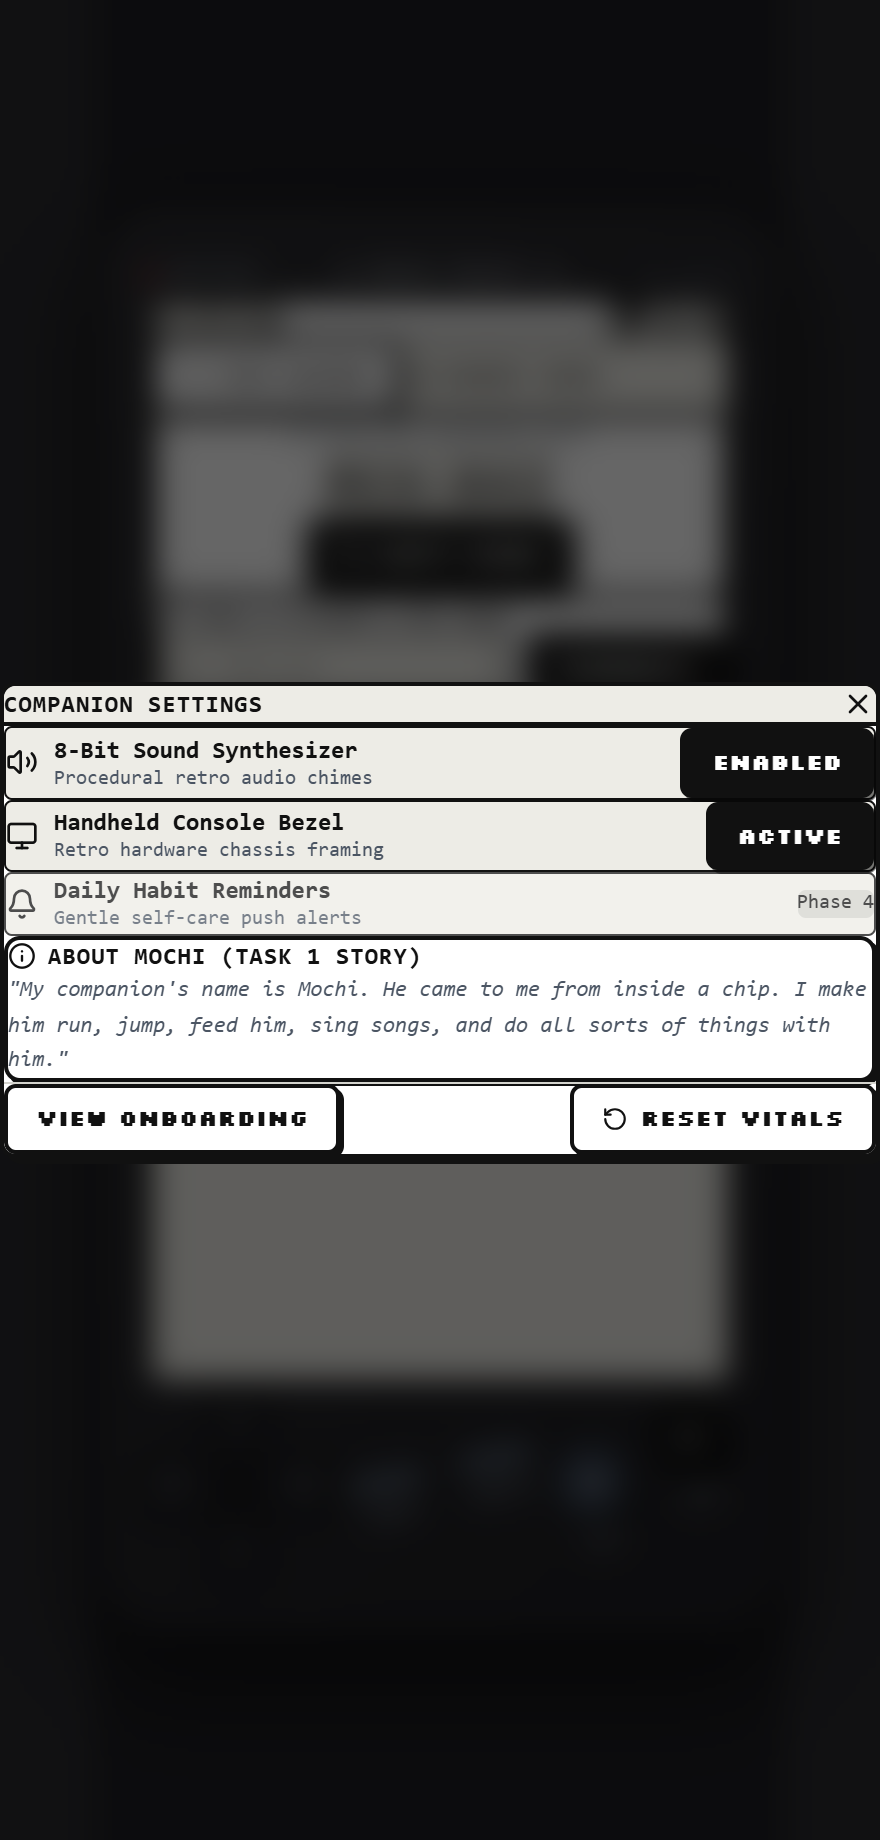 COMPANION SETTINGS
8-Bit Sound Synthesizer
Procedural retro audio chimes
ENABLED
Handheld Console Bezel
Retro hardware chassis framing
ACTIVE
Daily Habit Reminders
Gentle self-care push alerts
Phase 4
ABOUT MOCHI (TASK 1 STORY)
"My companion's name is Mochi. He came to me from inside a chip. I make
him run, jump, feed him, sing songs, and do all sorts of things with
him."
VIEW ONBOARDING
RESET VITALS